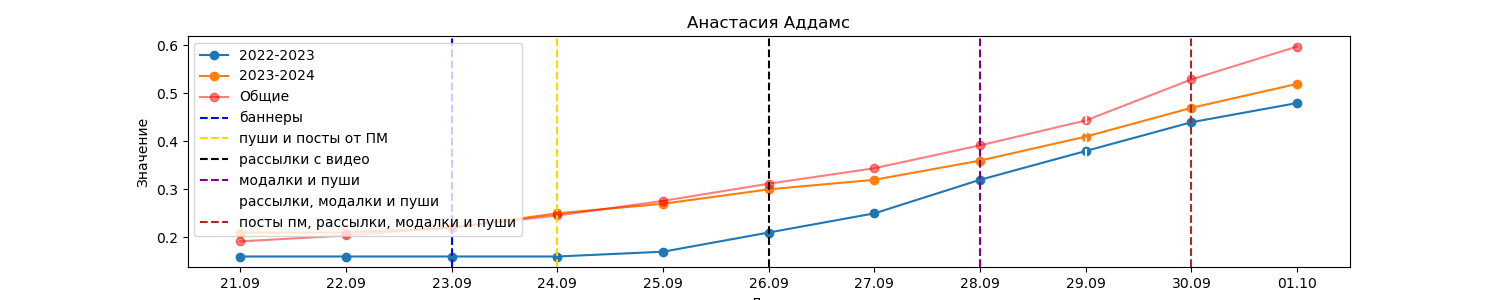 Анастасия Аддамс
0.6
0.5
0.4
0.3
0.2
Значение
2022-2023
2023-2024
Общие
баннеры
пуши и посты от ПМ
рассылки с видео
модалки и пуши
рассылки, модалки и пуши
посты пм, рассылки, модалки и пуши
21.09 22.09 23.09 24.09 25.09 26.09 27.09 28.09 29.09 30.09 01.10